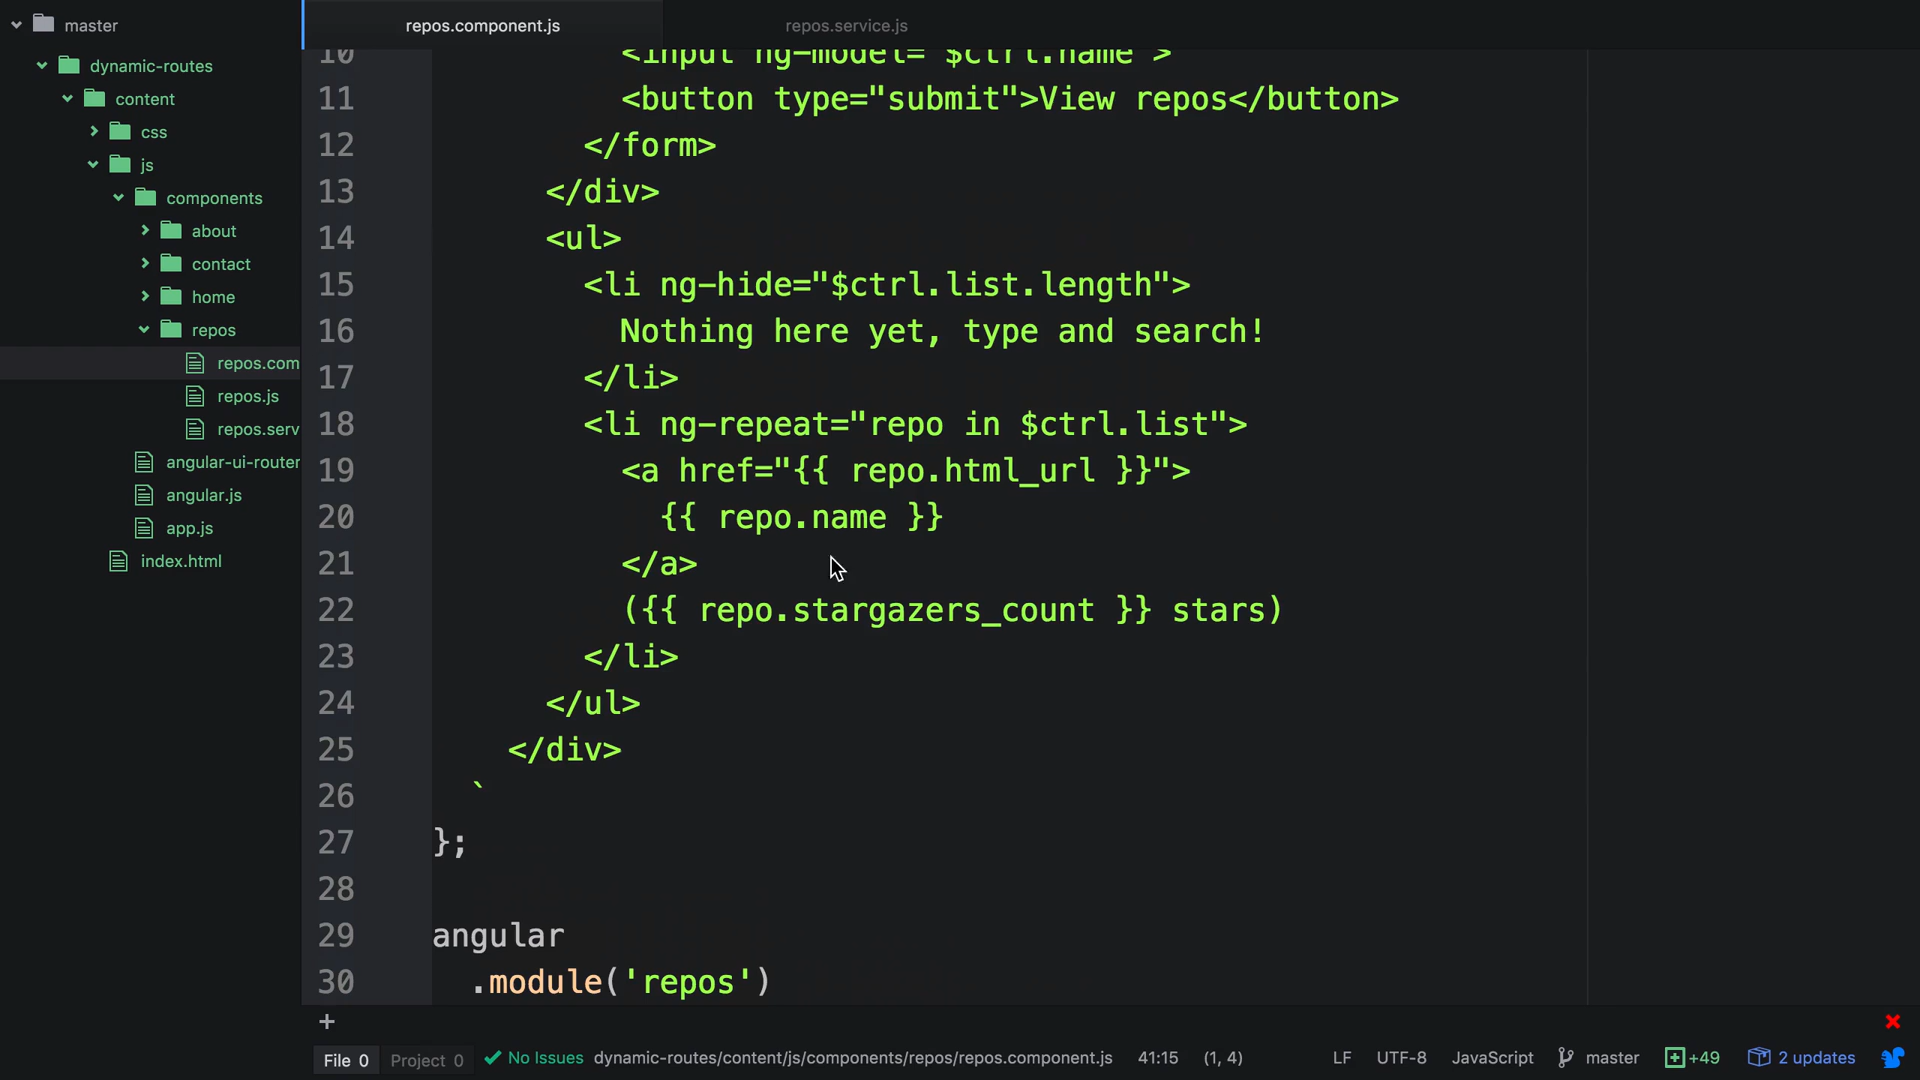 master
dynamic-routes
content
css
js
components
about
contact
home
repos
repos.com
repos.js
repos.serv
angular-ui-router
angular.js
app.js
index.html
repos.component.js
repos.service.js
10 <input ng-model="$ctrl.name">
11 <button type="submit">View repos</button>
12 </form>
13 </div>
14 <ul>
15 <li ng-hide="$ctrl.list.length">
16 Nothing here yet, type and search!
17 </li>
18 <li ng-repeat="repo in $ctrl.list">
19 <a href="{{ repo.html_url }}">
20 {{ repo.name }}
21 </a>
22 ({{ repo.stargazers_count }} stars)
23 </li>
24 </ul>
25 </div>
26 `
27 };
28
29 angular
30 .module('repos')
+
File 0 Project 0 No Issues dynamic-routes/content/js/components/repos/repos.component.js 41:15 (1, 4) LF UTF-8 JavaScript master +49 2 updates